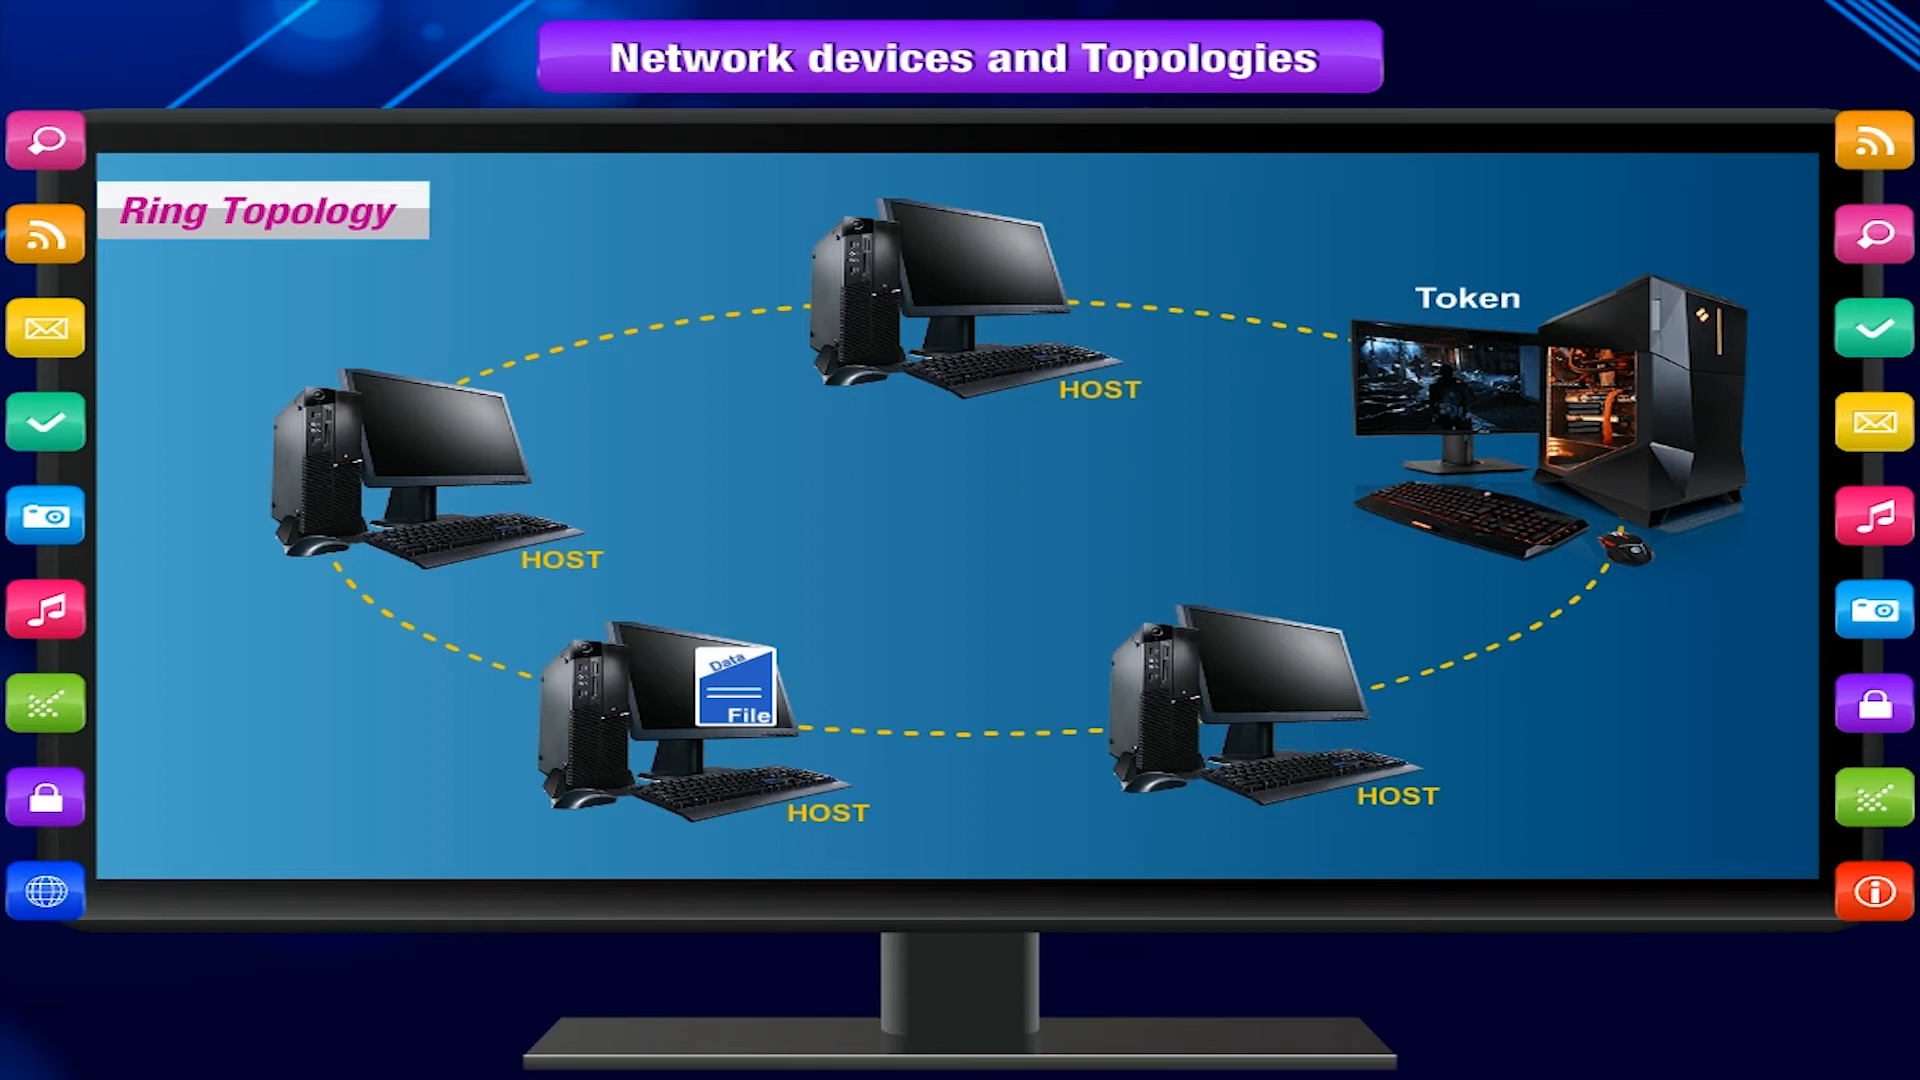 Network devices and Topologies
Ring Topology
Token
HOST
HOST
Data
File
HOST
HOST